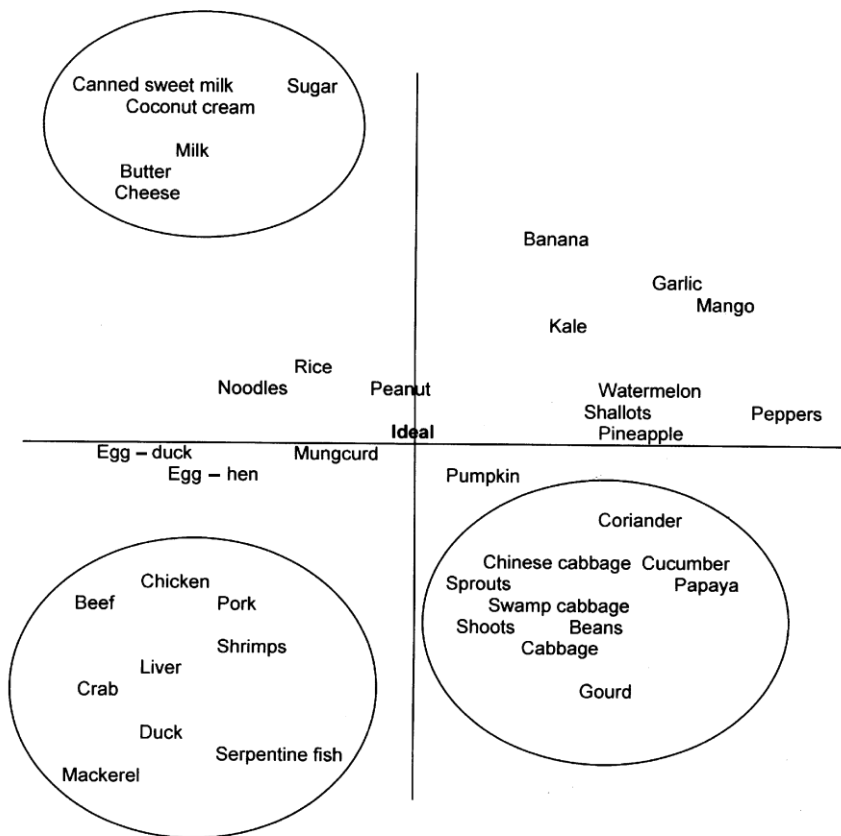 Canned sweet milk
Sugar
Coconut cream
Milk
Butter
Cheese
Banana
Garlic
Mango
Kale
Rice
Noodles
Peanut
Watermelon
Shallots
Peppers
Pineapple
Ideal
Egg – duck
Mungcurd
Egg – hen
Pumpkin
Coriander
Chinese cabbage
Cucumber
Sprouts
Papaya
Swamp cabbage
Shoots
Beans
Cabbage
Gourd
Chicken
Beef
Pork
Shrimps
Liver
Crab
Duck
Serpentine fish
Mackerel